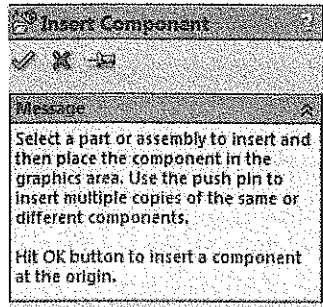 Insert Component
?
Message
Select a part or assembly to insert and
then place the component in the
graphics area. Use the push pin to
insert multiple copies of the same or
different components.
Hit OK button to insert a component
at the origin.